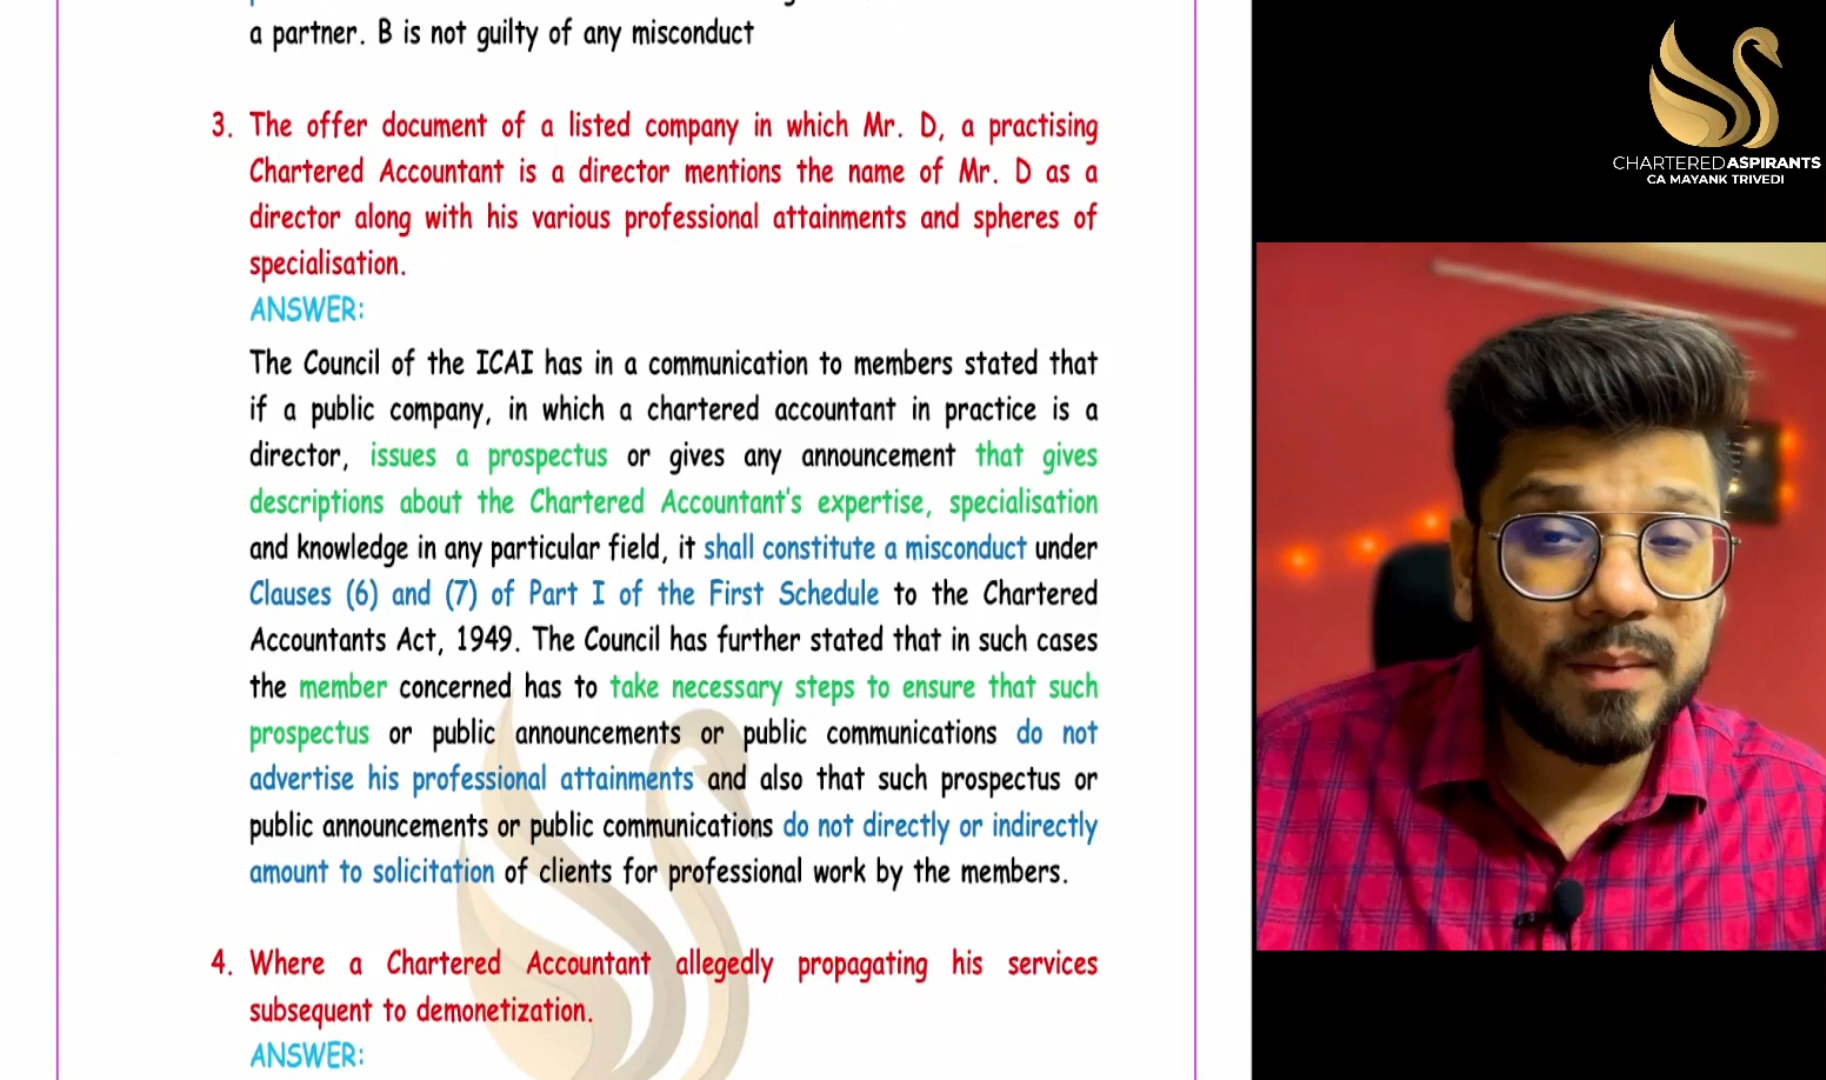 a partner. B is not guilty of any misconduct
3. The offer document of a listed company in which Mr. D, a practising
Chartered Accountant is a director mentions the name of Mr. D as a
director along with his various professional attainments and spheres of
specialisation.
ANSWER:
The Council of the ICAI has in a communication to members stated that
if a public company, in which a chartered accountant in practice is a
director, issues a prospectus or gives any announcement that gives
descriptions about the Chartered Accountant's expertise, specialisation
and knowledge in any particular field, it shall constitute a misconduct under
Clauses (6) and (7) of Part I of the First Schedule to the Chartered
Accountants Act, 1949. The Council has further stated that in such cases
the member concerned has to take necessary steps to ensure that such
prospectus or public announcements or public communications do not
advertise his professional attainments and also that such prospectus or
public announcements or public communications do not directly or indirectly
amount to solicitation of clients for professional work by the members.
4. Where a Chartered Accountant allegedly propagating his services
subsequent to demonetization.
ANSWER:
CHARTERED ASPIRANTS
CA MAYANK TRIVEDI